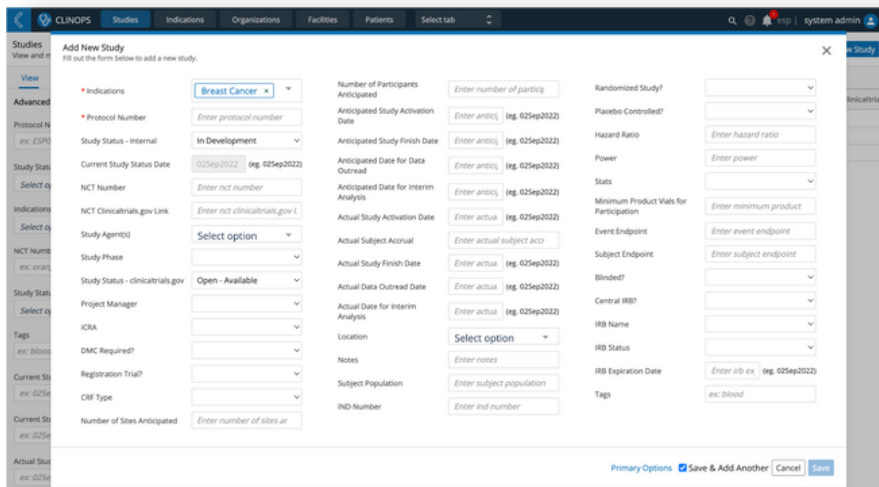 CLINOPS Studies Indications Organizations Facilities Patients Select tab esp | system admin
Studies
View and m
View
Advanced
Protocol N
ex: ESP0
Study Stat
Select op
Indications
Select op
NCT Numb
ex: oran
Study Stat
Select op
Tags
ex: blood
Current St
ex: 02Se
Current St
ex: 02Se
Actual Stud
ex: 02Se
w Study
linicaltria
Add New Study
Fill out the form below to add a new study.
* Indications Breast Cancer ×
* Protocol Number Enter protocol number
Study Status - Internal In Development
Current Study Status Date 02Sep2022 (eg. 02Sep2022)
NCT Number Enter nct number
NCT Clinicaltrials.gov Link Enter nct clinicaltrials.gov l
Study Agent(s) Select option
Study Phase
Study Status - clinicaltrials.gov Open - Available
Project Manager
iCRA
DMC Required?
Registration Trial?
CRF Type
Number of Sites Anticipated Enter number of sites ar
Number of Participants
Anticipated Enter number of particip
Anticipated Study Activation
Date Enter antici (eg. 02Sep2022)
Anticipated Study Finish Date Enter antici (eg. 02Sep2022)
Anticipated Date for Data
Outread Enter antici (eg. 02Sep2022)
Anticipated Date for Interim
Analysis Enter antici (eg. 02Sep2022)
Actual Study Activation Date Enter actua (eg. 02Sep2022)
Actual Subject Accrual Enter actual subject accr
Actual Study Finish Date Enter actua (eg. 02Sep2022)
Actual Data Outread Date Enter actua (eg. 02Sep2022)
Actual Date for Interim
Analysis Enter actua (eg. 02Sep2022)
Location Select option
Notes Enter notes
Subject Population Enter subject population
IND Number Enter ind number
Randomized Study?
Placebo Controlled?
Hazard Ratio Enter hazard ratio
Power Enter power
Stats
Minimum Product Vials for
Participation Enter minimum product
Event Endpoint Enter event endpoint
Subject Endpoint Enter subject endpoint
Blinded?
Central IRB?
IRB Name
IRB Status
IRB Expiration Date Enter irb ex (eg. 02Sep2022)
Tags ex: blood
Primary Options Save & Add Another Cancel Save